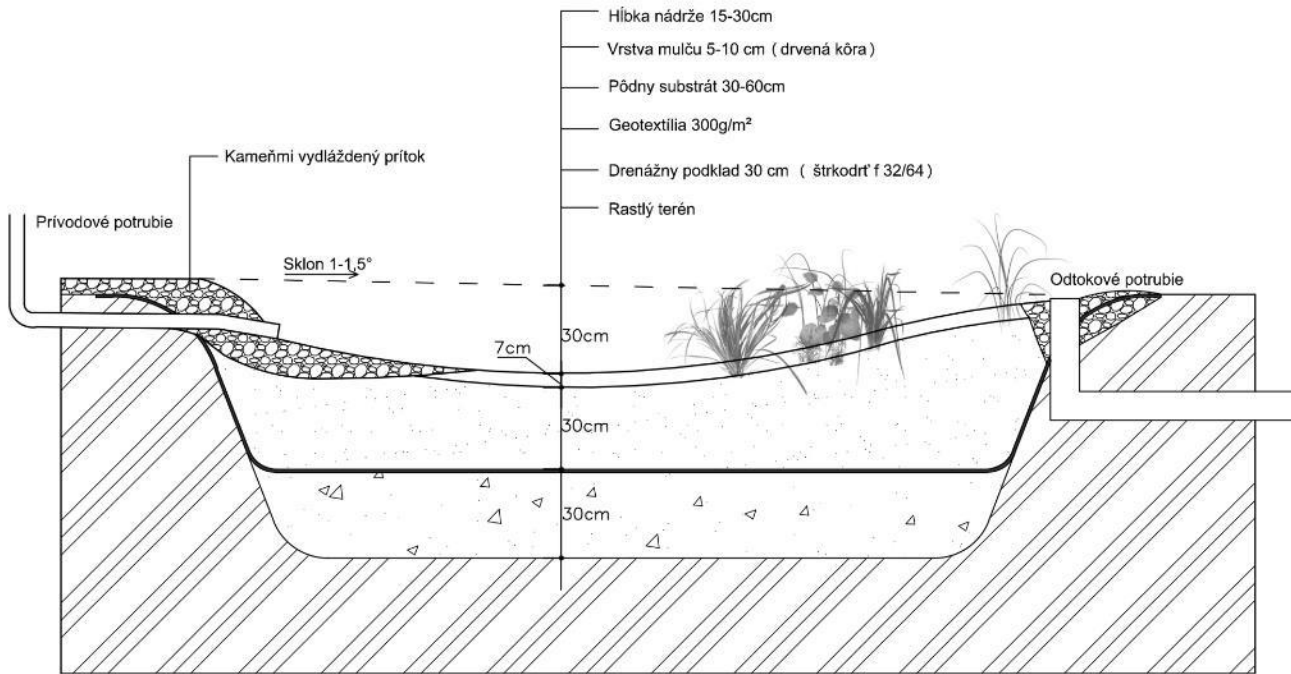 Hĺbka nádrže 15-30cm
Vrstva mulču 5-10 cm ( drvená kôra )
Pôdny substrát 30-60cm
Geotextília 300g/m²
Drenážny podklad 30 cm ( štrkodrť f 32/64 )
Rastlý terén
Kameňmi vydláždený prítok
Prívodové potrubie
Sklon 1-1,5°
Odtokové potrubie
30cm
7cm
30cm
30cm